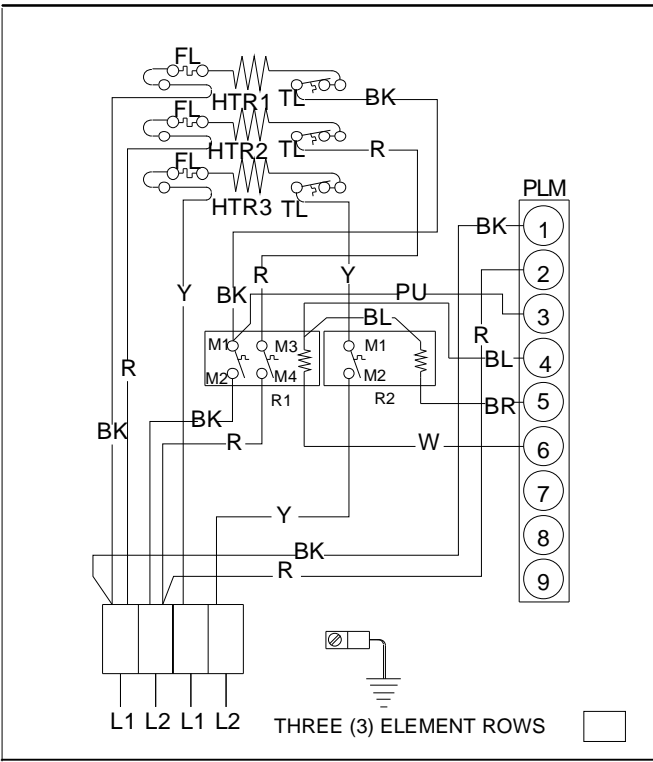 FL
HTR1 TL BK
FL
HTR2 TL R
FL
HTR3 TL
PLM
BK 1
2
R
3
Y
R
BK
Y
PU
BL
R
M1
M3
M1
BL 4
M2
M4
M2
R1
R2
BR 5
BK
BK
R
W 6
7
Y
8
BK
R
9
L1 L2 L1 L2
THREE (3) ELEMENT ROWS